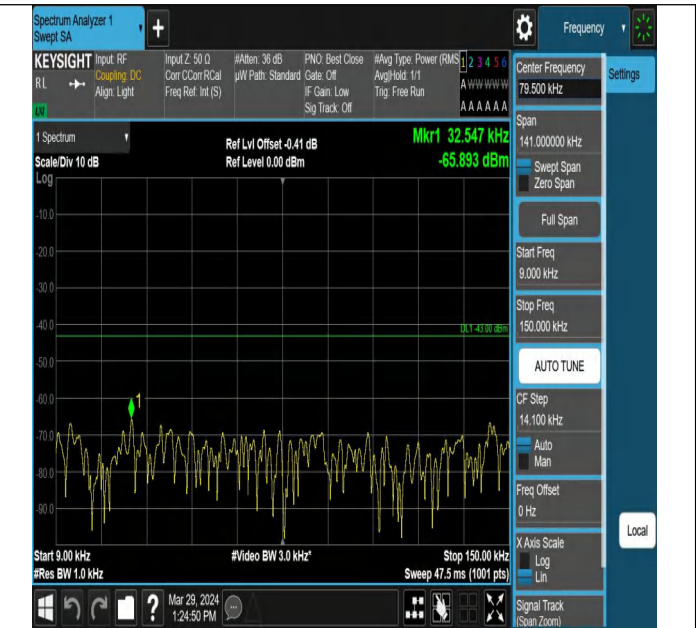 Spectrum Analyzer 1
Swept SA
Frequency
KEYSIGHT
RL
Input: RF
Coupling: DC
Align: Light
Input Z: 50 Ω
Corr CCorr RCal
Freq Ref: Int (S)
#Atten: 36 dB
µW Path: Standard
PNO: Best Close
Gate: Off
IF Gain: Low
Sig Track: Off
#Avg Type: Power (RMS
Avg|Hold: 1/1
Trig: Free Run
1 2 3 4 5 6
A W W W W W
A A A A A A
1 Spectrum
Scale/Div 10 dB
Log
Ref Lvl Offset -0.41 dB
Ref Level 0.00 dBm
Mkr1 32.547 kHz
-65.893 dBm
-10.0
-20.0
-30.0
-40.0
DL1 -43.00 dBm
-50.0
-60.0
1
-70.0
-80.0
-90.0
Start 9.00 kHz
#Video BW 3.0 kHz*
Stop 150.00 kHz
#Res BW 1.0 kHz
Sweep 47.5 ms (1001 pts)
Mar 29, 2024
1:24:50 PM
Center Frequency
79.500 kHz
Settings
Span
141.000000 kHz
Swept Span
Zero Span
Full Span
Start Freq
9.000 kHz
Stop Freq
150.000 kHz
AUTO TUNE
CF Step
14.100 kHz
Auto
Man
Freq Offset
0 Hz
X Axis Scale
Log
Lin
Local
Signal Track
(Span Zoom)